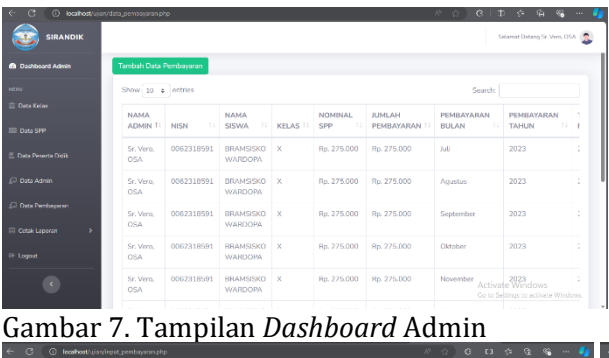 localhost/ujian/data_pembayaran.php
SIRANDIK
Selamat Datang Sr. Vero, OSA
Dashboard Admin
MENU
Data Kelas
Data SPP
Data Peserta Didik
Data Admin
Data Pembayaran
Cetak Laporan
Logout
Tambah Data Pembayaran
Show 10 entries
Search:
NAMA ADMIN NISN NAMA SISWA KELAS NOMINAL SPP JUMLAH PEMBAYARAN PEMBAYARAN BULAN PEMBAYARAN TAHUN
Sr. Vero, OSA 0062318591 BRAMSISKO WARDOPA X Rp. 275.000 Rp. 275.000 Juli 2023
Sr. Vero, OSA 0062318591 BRAMSISKO WARDOPA X Rp. 275.000 Rp. 275.000 Agustus 2023
Sr. Vero, OSA 0062318591 BRAMSISKO WARDOPA X Rp. 275.000 Rp. 275.000 September 2023
Sr. Vero, OSA 0062318591 BRAMSISKO WARDOPA X Rp. 275.000 Rp. 275.000 Oktober 2023
Sr. Vero, OSA 0062318591 BRAMSISKO WARDOPA X Rp. 275.000 Rp. 275.000 November 2023
Activate Windows
Go to Settings to activate Windows.
Gambar 7. Tampilan Dashboard Admin
localhost/ujian/input_pembayaran.php